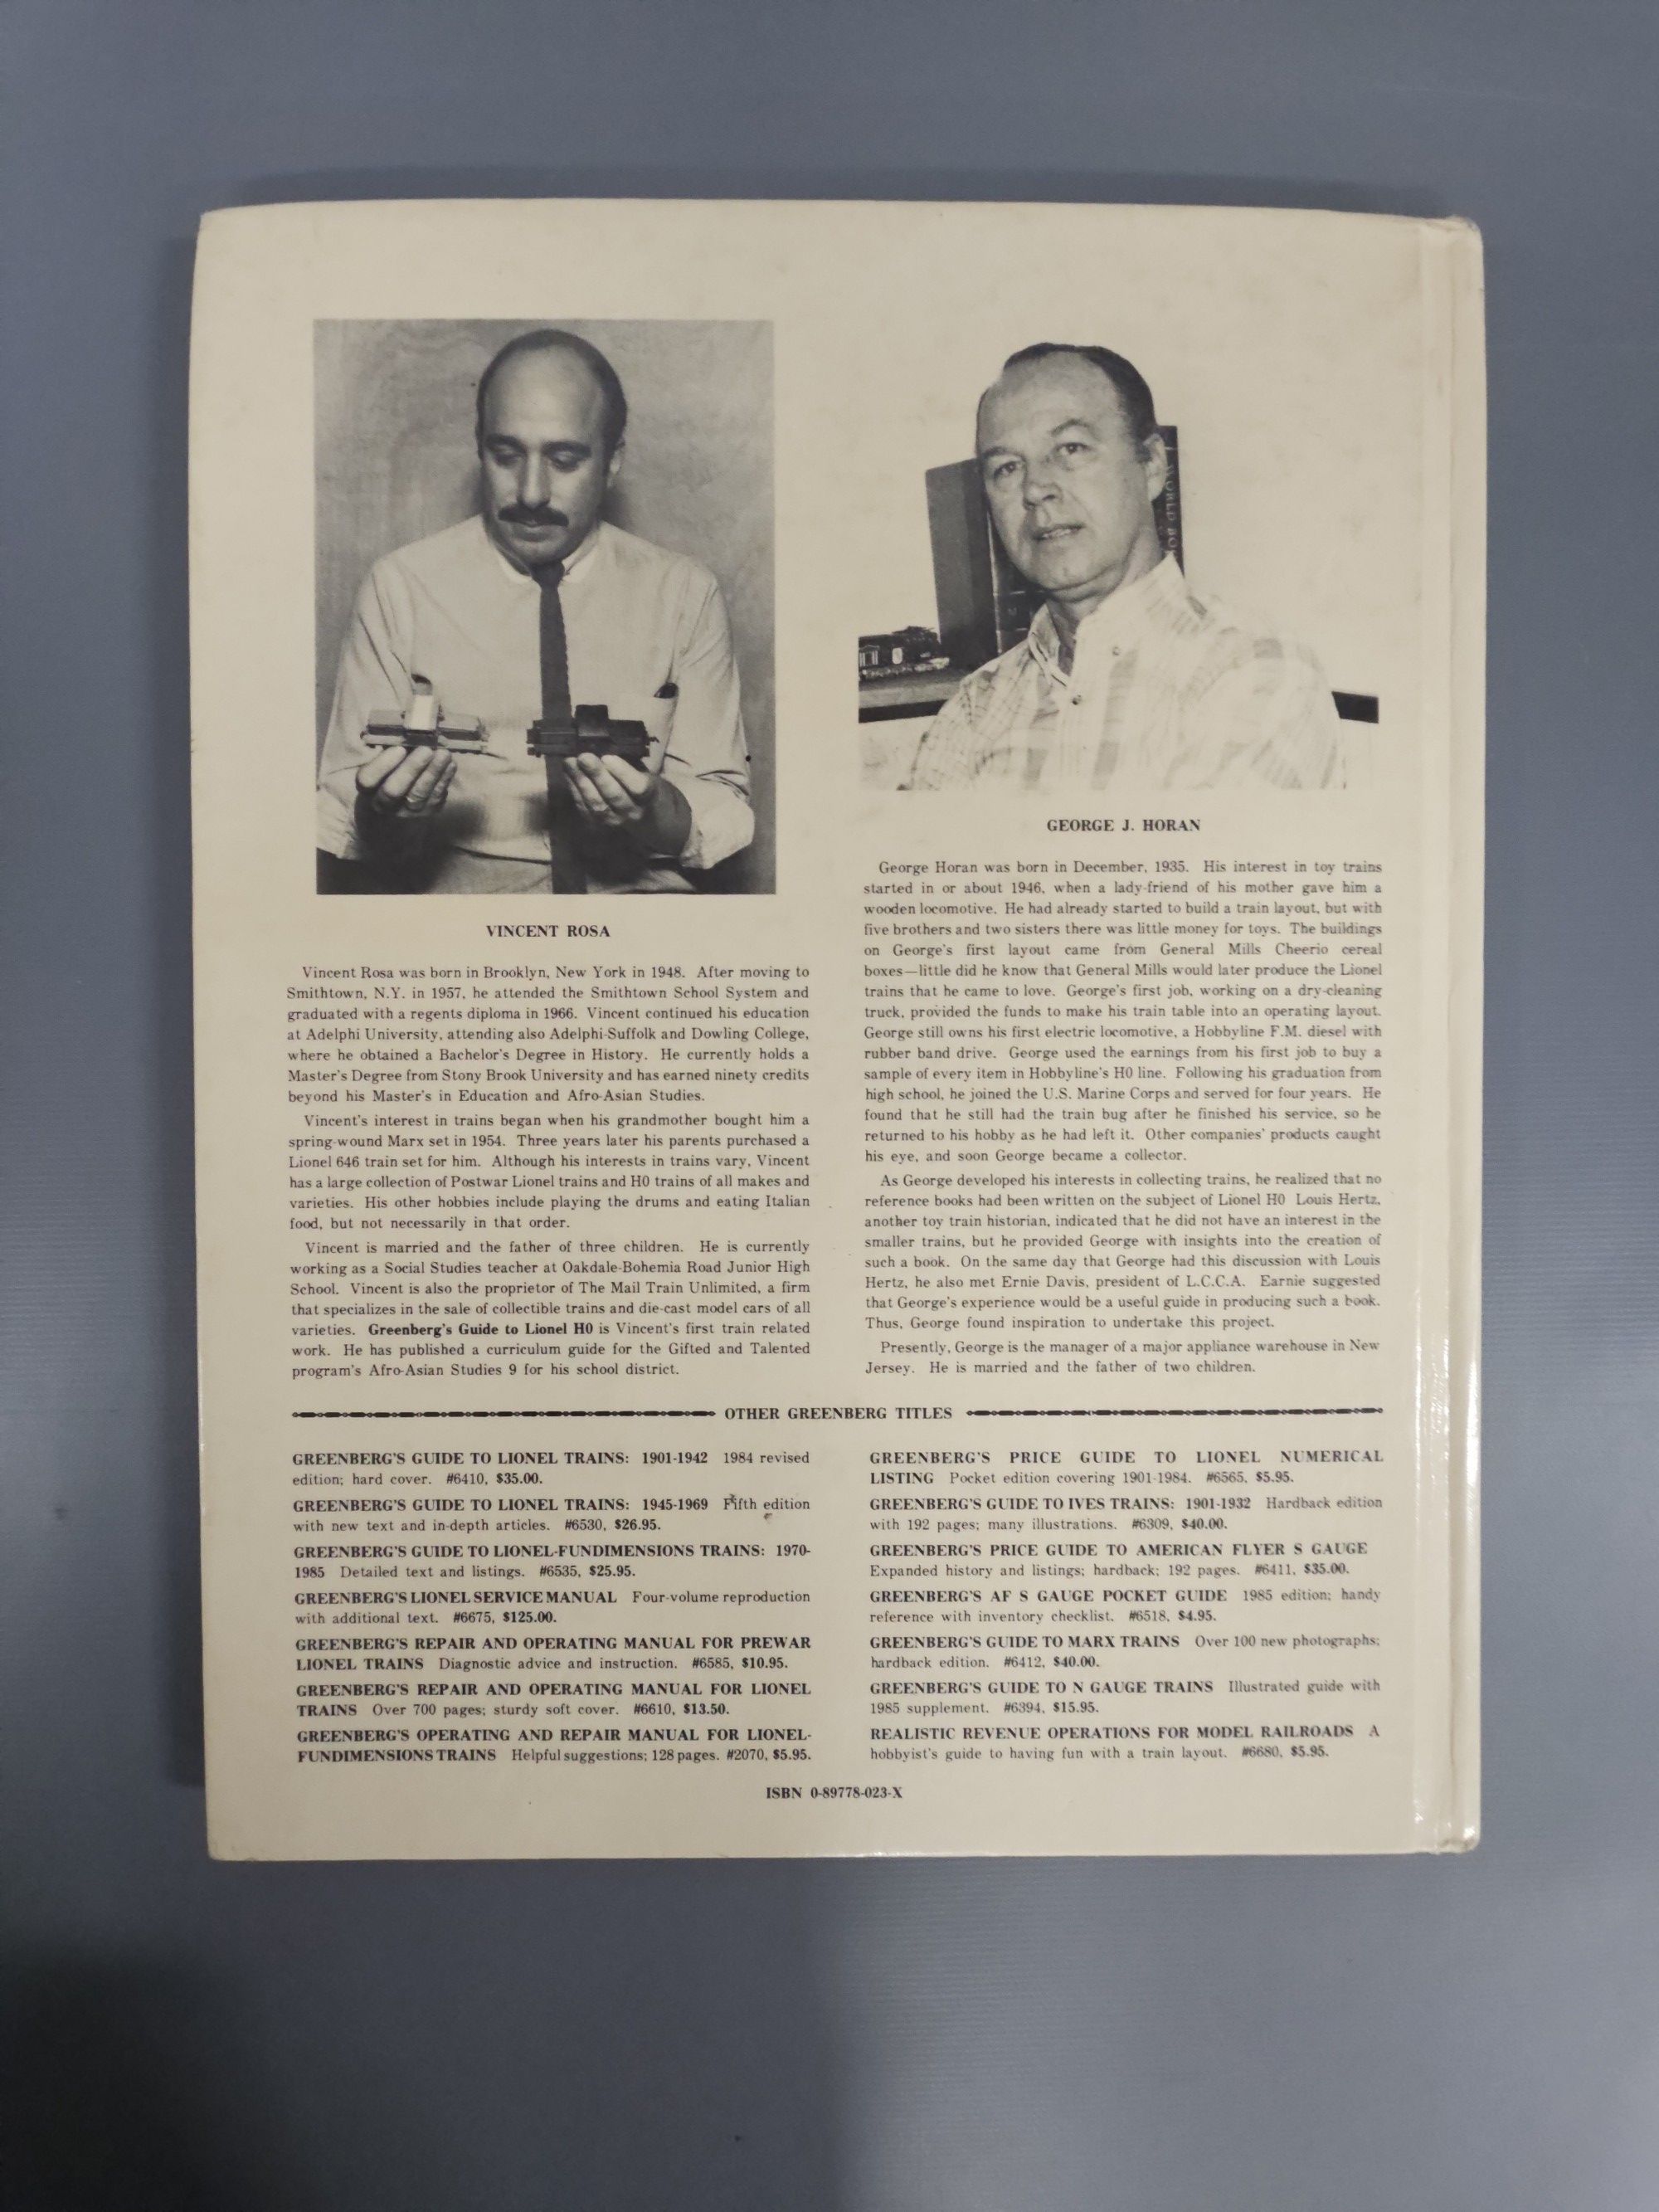 WORLD BO
VINCENT ROSA
Vincent Rosa was born in Brooklyn, New York in 1948. After moving to
Smithtown, N.Y. in 1957, he attended the Smithtown School System and
graduated with a regents diploma in 1966. Vincent continued his education
at Adelphi University, attending also Adelphi-Suffolk and Dowling College,
where he obtained a Bachelor's Degree in History. He currently holds a
Master's Degree from Stony Brook University and has earned ninety credits
beyond his Master's in Education and Afro-Asian Studies.
Vincent's interest in trains began when his grandmother bought him a
spring-wound Marx set in 1954. Three years later his parents purchased a
Lionel 646 train set for him. Although his interests in trains vary, Vincent
has a large collection of Postwar Lionel trains and H0 trains of all makes and
varieties. His other hobbies include playing the drums and eating Italian
food, but not necessarily in that order.
Vincent is married and the father of three children. He is currently
working as a Social Studies teacher at Oakdale-Bohemia Road Junior High
School. Vincent is also the proprietor of The Mail Train Unlimited, a firm
that specializes in the sale of collectible trains and die-cast model cars of all
varieties. Greenberg's Guide to Lionel H0 is Vincent's first train related
work. He has published a curriculum guide for the Gifted and Talented
program's Afro-Asian Studies 9 for his school district.
GEORGE J. HORAN
George Horan was born in December, 1935. His interest in toy trains
started in or about 1946, when a lady-friend of his mother gave him a
wooden locomotive. He had already started to build a train layout, but with
five brothers and two sisters there was little money for toys. The buildings
on George's first layout came from General Mills Cheerio cereal
boxes—little did he know that General Mills would later produce the Lionel
trains that he came to love. George's first job, working on a dry-cleaning
truck, provided the funds to make his train table into an operating layout.
George still owns his first electric locomotive, a Hobbyline F.M. diesel with
rubber band drive. George used the earnings from his first job to buy a
sample of every item in Hobbyline's H0 line. Following his graduation from
high school, he joined the U.S. Marine Corps and served for four years. He
found that he still had the train bug after he finished his service, so he
returned to his hobby as he had left it. Other companies' products caught
his eye, and soon George became a collector.
As George developed his interests in collecting trains, he realized that no
reference books had been written on the subject of Lionel H0 Louis Hertz,
another toy train historian, indicated that he did not have an interest in the
smaller trains, but he provided George with insights into the creation of
such a book. On the same day that George had this discussion with Louis
Hertz, he also met Ernie Davis, president of L.C.C.A. Earnie suggested
that George's experience would be a useful guide in producing such a book.
Thus, George found inspiration to undertake this project.
Presently, George is the manager of a major appliance warehouse in New
Jersey. He is married and the father of two children.
OTHER GREENBERG TITLES
GREENBERG'S GUIDE TO LIONEL TRAINS: 1901-1942 1984 revised
edition; hard cover. #6410, $35.00.
GREENBERG'S GUIDE TO LIONEL TRAINS: 1945-1969 Fifth edition
with new text and in-depth articles. #6530, $26.95.
GREENBERG'S GUIDE TO LIONEL-FUNDIMENSIONS TRAINS: 1970-
1985 Detailed text and listings. #6535, $25.95.
GREENBERG'S LIONEL SERVICE MANUAL Four-volume reproduction
with additional text. #6675, $125.00.
GREENBERG'S REPAIR AND OPERATING MANUAL FOR PREWAR
LIONEL TRAINS Diagnostic advice and instruction. #6585, $10.95.
GREENBERG'S REPAIR AND OPERATING MANUAL FOR LIONEL
TRAINS Over 700 pages; sturdy soft cover. #6610, $13.50.
GREENBERG'S OPERATING AND REPAIR MANUAL FOR LIONEL-
FUNDIMENSIONS TRAINS Helpful suggestions; 128 pages. #2070, $5.95.
GREENBERG'S PRICE GUIDE TO LIONEL NUMERICAL
LISTING Pocket edition covering 1901-1984. #6565, $5.95.
GREENBERG'S GUIDE TO IVES TRAINS: 1901-1932 Hardback edition
with 192 pages; many illustrations. #6309, $40.00.
GREENBERG'S PRICE GUIDE TO AMERICAN FLYER S GAUGE
Expanded history and listings; hardback; 192 pages. #6411, $35.00.
GREENBERG'S AF S GAUGE POCKET GUIDE 1985 edition; handy
reference with inventory checklist. #6518, $4.95.
GREENBERG'S GUIDE TO MARX TRAINS Over 100 new photographs;
hardback edition. #6412, $40.00.
GREENBERG'S GUIDE TO N GAUGE TRAINS Illustrated guide with
1985 supplement. #6394, $15.95.
REALISTIC REVENUE OPERATIONS FOR MODEL RAILROADS A
hobbyist's guide to having fun with a train layout. #6680, $5.95.
ISBN 0-89778-023-X